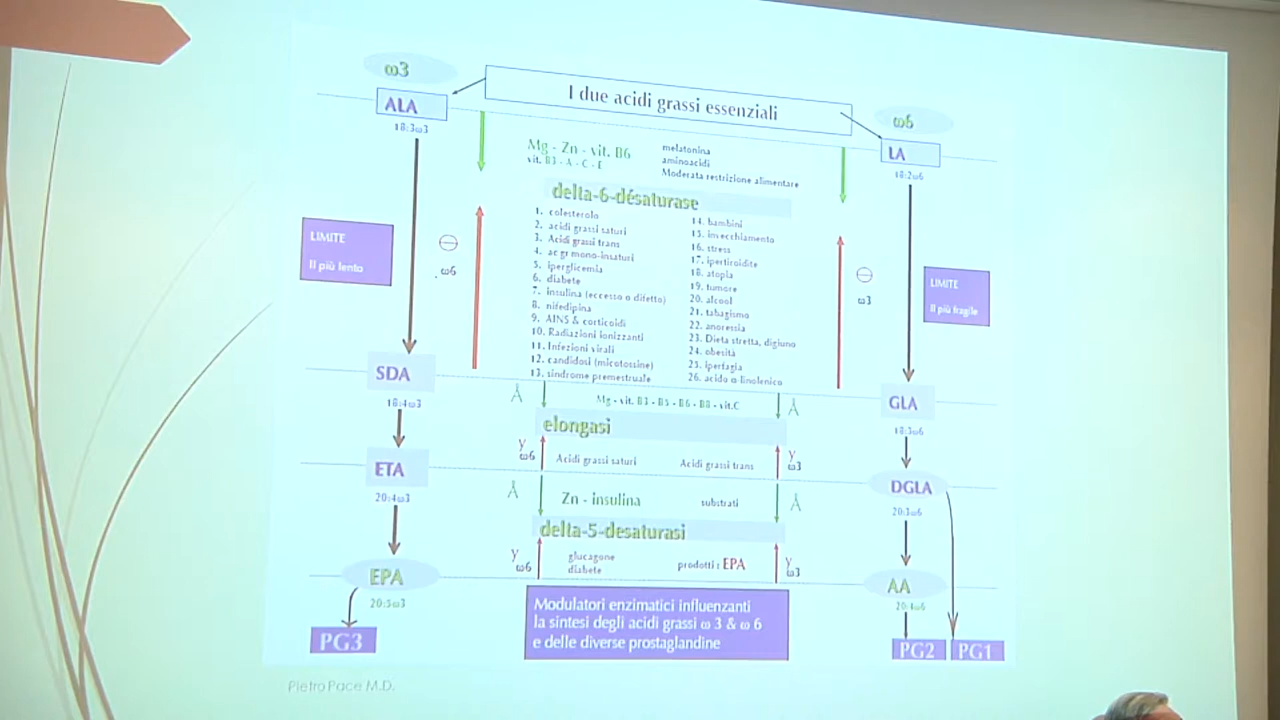 ω3
I due acidi grassi essenziali
ALA
18:3ω3
ω6
LA
18:2ω6
Mg - Zn - vit. B6
vit. B3 - A - C - E
melatonina
aminoacidi
Moderata restrizione alimentare
delta-6-désaturase
1. colesterolo
2. acidi grassi saturi
3. Acidi grassi trans
4. ac gr mono-insaturi
5. iperglicemia
6. diabete
7. insulina (eccesso o difetto)
8. nifedipina
9. AINS & corticoidi
10. Radiazioni ionizzanti
11. Infezioni virali
12. candidosi (micotossine)
13. sindrome premestruale
14. bambini
15. invecchiamento
16. stress
17. ipertiroidite
18. atopia
19. tumore
20. alcool
21. tabagismo
22. anoressia
23. Dieta stretta, digiuno
24. obesità
25. iperfagia
26. acido α-linolenico
LIMITE
Il più lento
ω6
ω3
LIMITE
Il più fragile
SDA
18:4ω3
GLA
18:3ω6
Å
Mg - vit. B3 - B5 - B6 - B8 - vit.C
Å
elongasi
y
ω6
Acidi grassi saturi
Acidi grassi trans
y
ω3
ETA
20:4ω3
DGLA
20:3ω6
Å
Zn - insulina
substrati
Å
delta-5-desaturasi
y
ω6
glucagone
diabete
prodotti : EPA
y
ω3
EPA
20:5ω3
AA
20:4ω6
PG3
Modulatori enzimatici influenzanti
la sintesi degli acidi grassi ω 3 & ω 6
e delle diverse prostaglandine
PG2
PG1
Pietro Pace M.D.